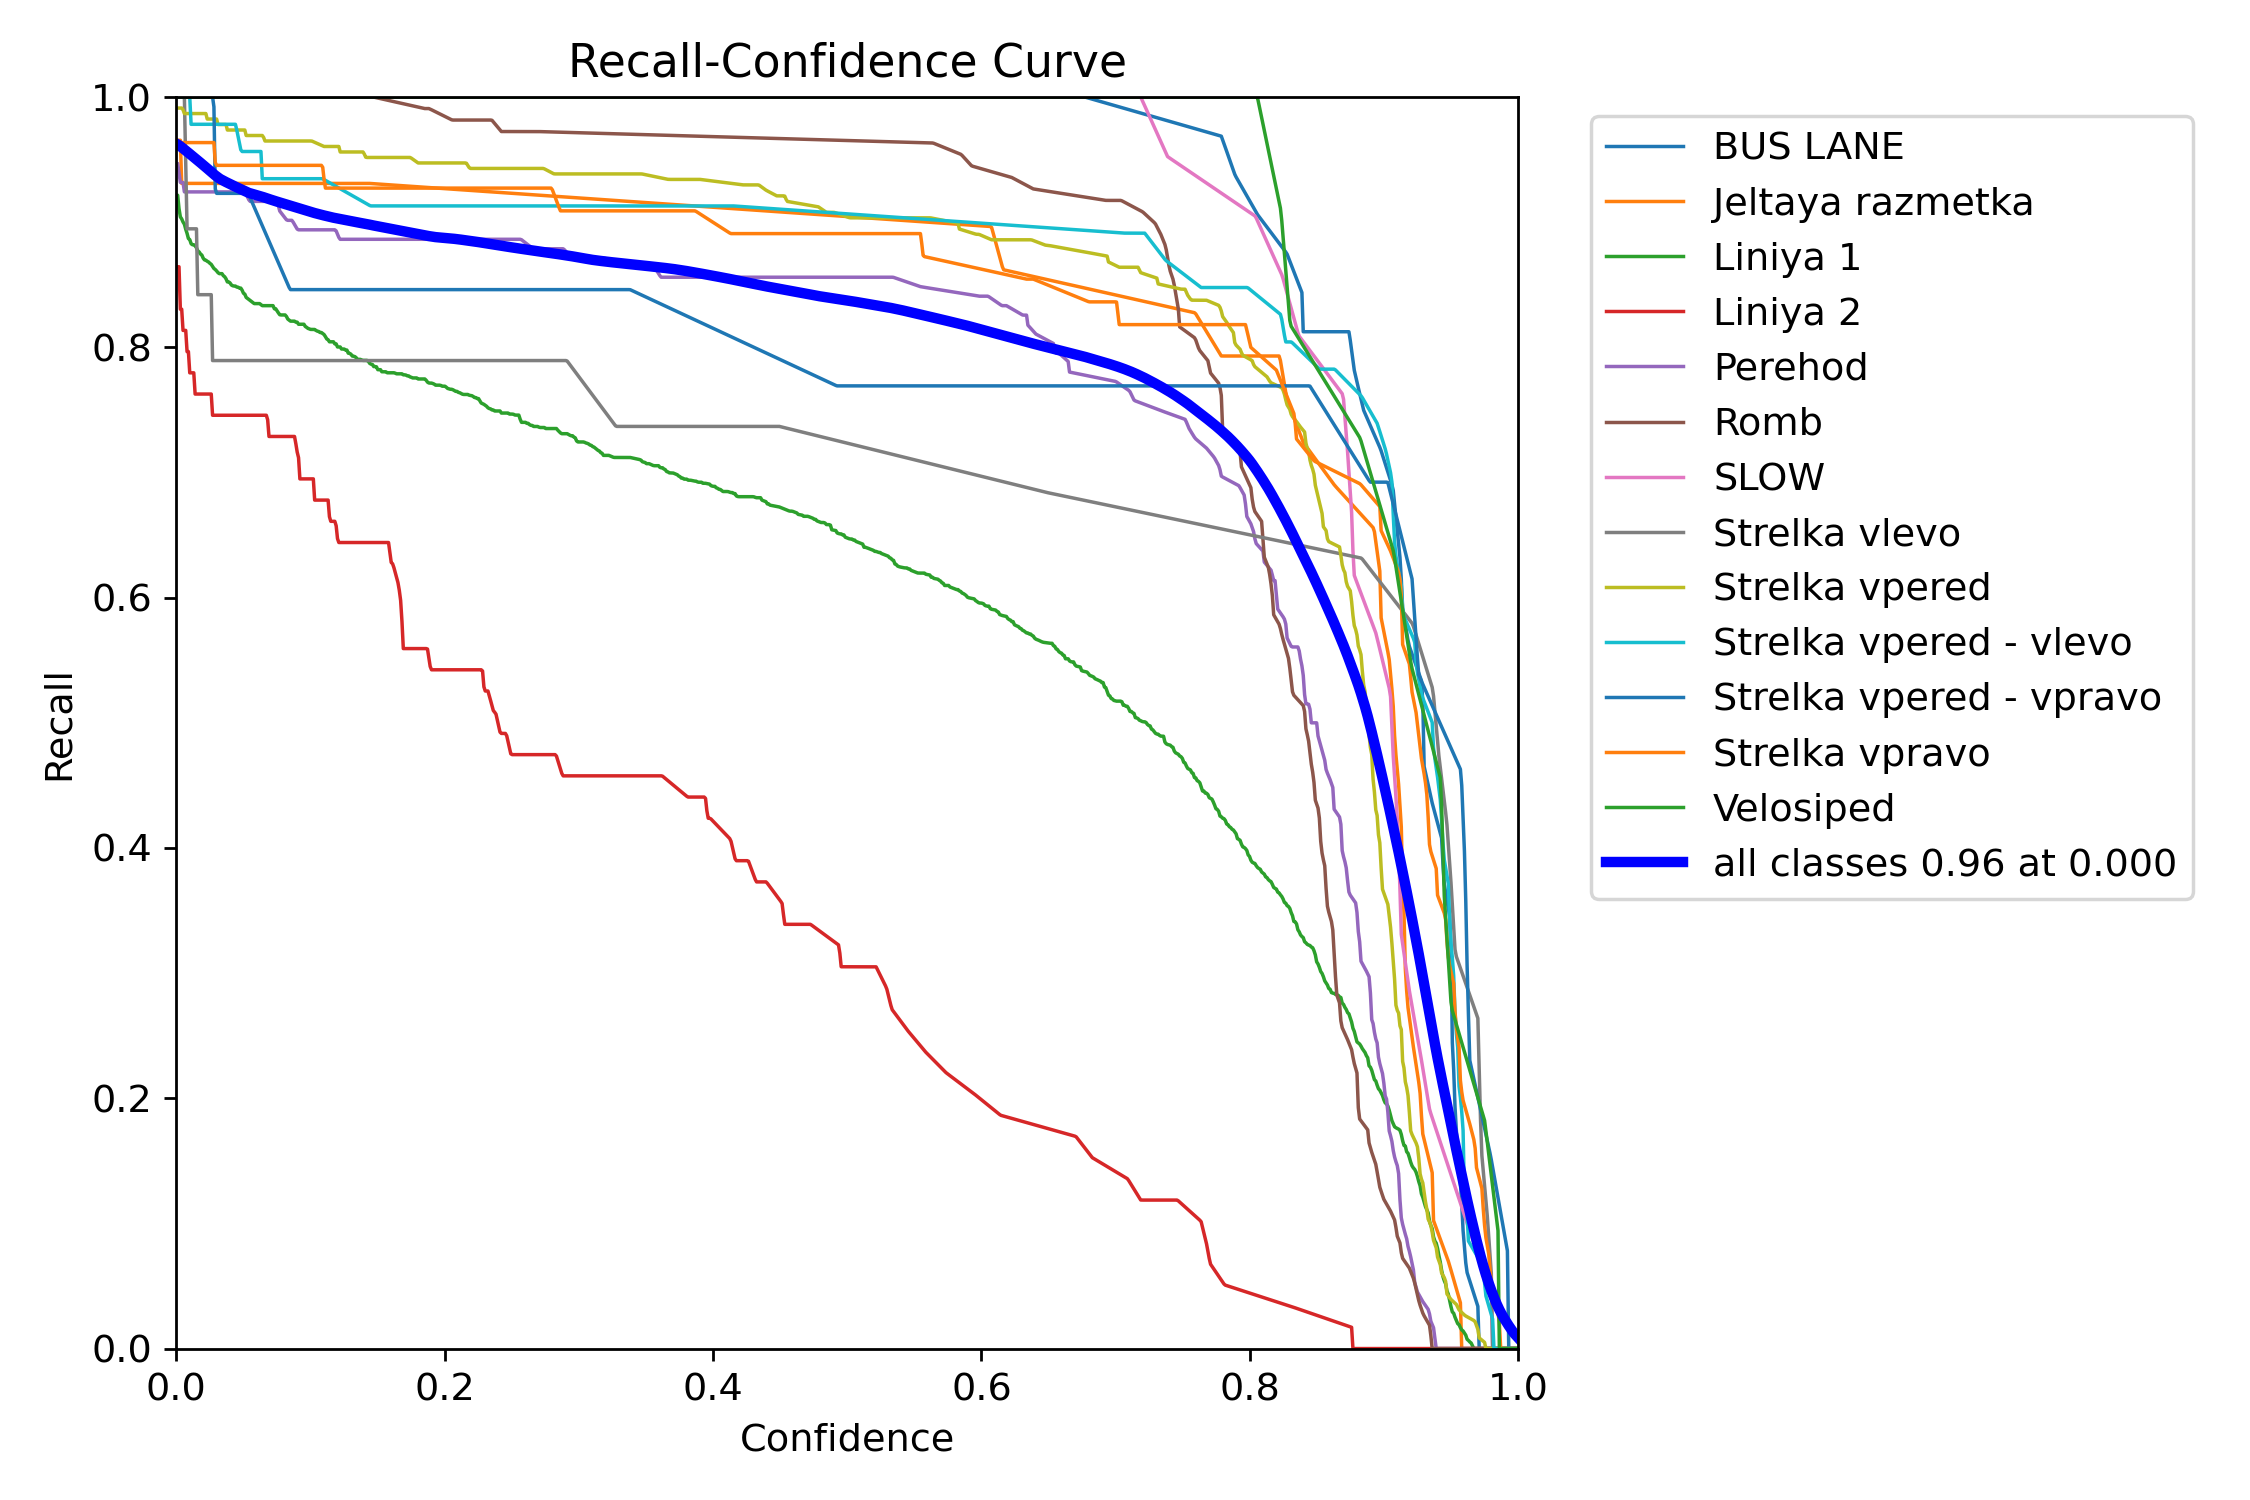 Recall-Confidence Curve
1.0
0.8
0.6
0.4
0.2
0.0
Recall
0.0 0.2 0.4 0.6 0.8 1.0
Confidence
BUS LANE
Jeltaya razmetka
Liniya 1
Liniya 2
Perehod
Romb
SLOW
Strelka vlevo
Strelka vpered
Strelka vpered - vlevo
Strelka vpered - vpravo
Strelka vpravo
Velosiped
all classes 0.96 at 0.000